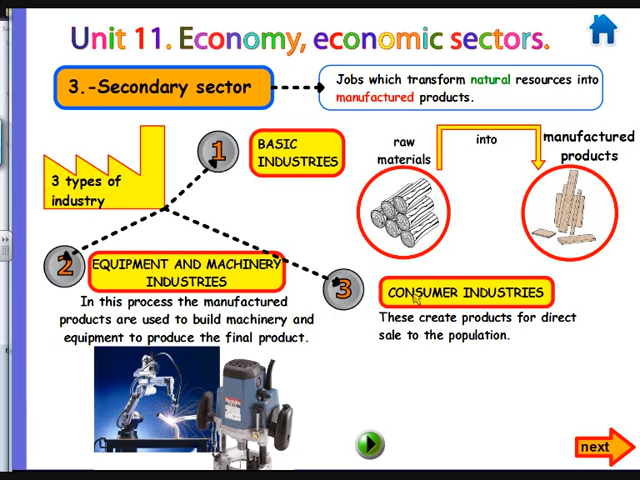 Unit 11. Economy, economic sectors.
3.-Secondary sector
Jobs which transform natural resources into
manufactured products.
3 types of
industry
1
BASIC
INDUSTRIES
raw
materials
into
manufactured
products
2
EQUIPMENT AND MACHINERY
INDUSTRIES
In this process the manufactured
products are used to build machinery and
equipment to produce the final product.
3
CONSUMER INDUSTRIES
These create products for direct
sale to the population.
next